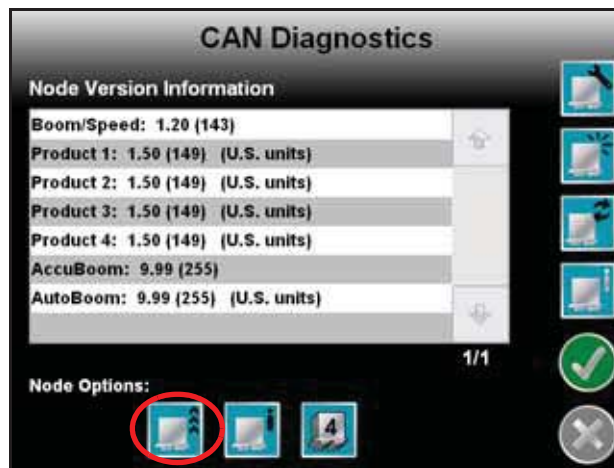 CAN Diagnostics
Node Version Information
Boom/Speed: 1.20 (143)
Product 1: 1.50 (149) (U.S. units)
Product 2: 1.50 (149) (U.S. units)
Product 3: 1.50 (149) (U.S. units)
Product 4: 1.50 (149) (U.S. units)
AccuBoom: 9.99 (255)
AutoBoom: 9.99 (255) (U.S. units)
1/1
Node Options:
4